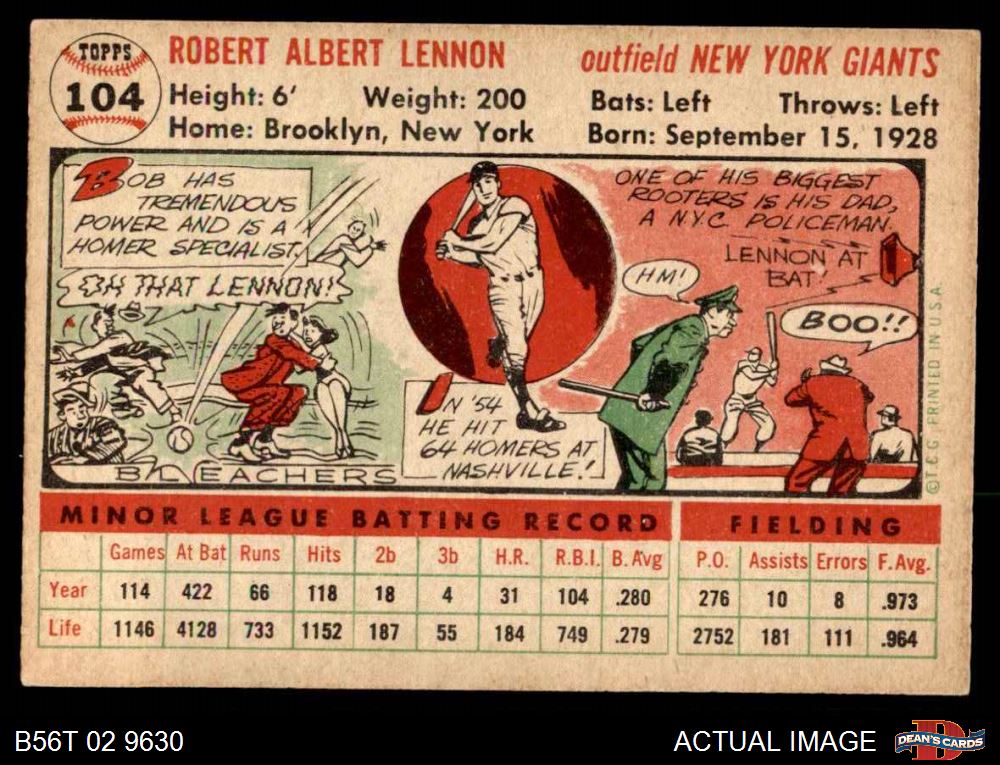 TOPPS
104
ROBERT ALBERT LENNON
outfield NEW YORK GIANTS
Height: 6' Weight: 200 Bats: Left Throws: Left
Home: Brooklyn, New York Born: September 15, 1928
BOB HAS
TREMENDOUS
POWER AND IS A
HOMER SPECIALIST.
OH THAT LENNON!
BLEACHERS
IN '54
HE HIT
64 HOMERS AT
NASHVILLE!
ONE OF HIS BIGGEST
ROOTERS IS HIS DAD,
A N.Y.C. POLICEMAN.
LENNON AT
BAT!
HM!
BOO!!
©T.C.G. PRINTED IN U.S.A.
MINOR LEAGUE BATTING RECORD FIELDING
Games At Bat Runs Hits 2b 3b H.R. R.B.I. B. Avg P.O. Assists Errors F. Avg.
Year 114 422 66 118 18 4 31 104 .280 276 10 8 .973
Life 1146 4128 733 1152 187 55 184 749 .279 2752 181 111 .964
B56T 02 9630
ACTUAL IMAGE
D
DEAN'S CARDS